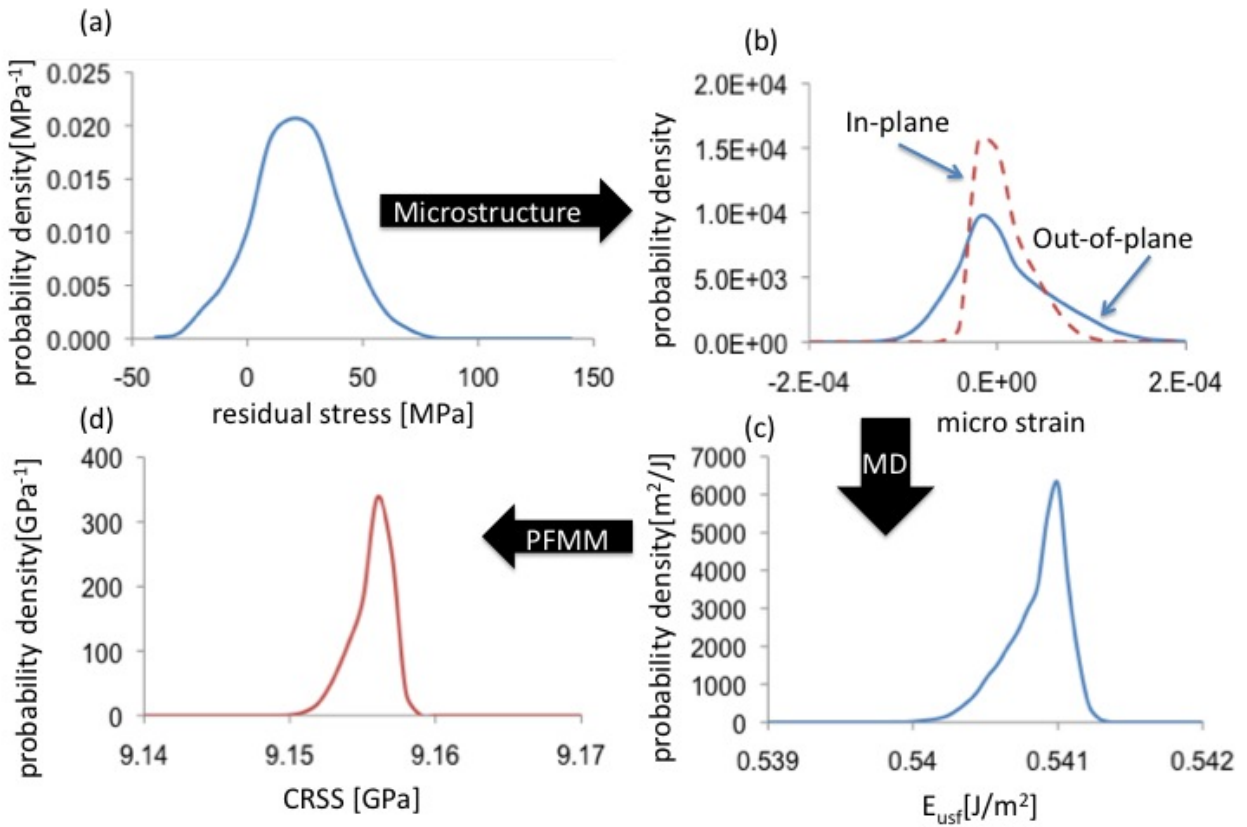 (a)
probability density[MPa⁻¹]
0.025
0.020
0.015
0.010
0.005
0.000
-50
0
50
100
150
residual stress [MPa]
Microstructure
(b)
probability density
2.0E+04
1.5E+04
1.0E+04
5.0E+03
0.0E+00
-2.E-04
0.E+00
2.E-04
In-plane
Out-of-plane
micro strain
MD
(c)
probability density[m²/J]
7000
6000
5000
4000
3000
2000
1000
0
0.539
0.54
0.541
0.542
E_usf[J/m²]
PFMM
(d)
probability density[GPa⁻¹]
400
300
200
100
0
9.14
9.15
9.16
9.17
CRSS [GPa]